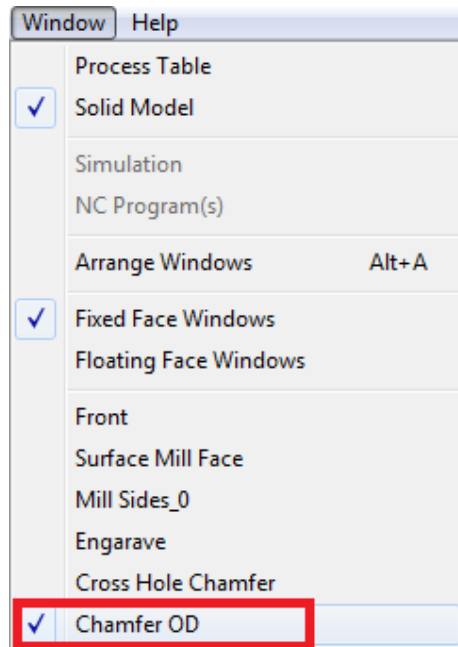 Window Help
Process Table
Solid Model
Simulation
NC Program(s)
Arrange Windows Alt+A
Fixed Face Windows
Floating Face Windows
Front
Surface Mill Face
Mill Sides_0
Engarave
Cross Hole Chamfer
Chamfer OD